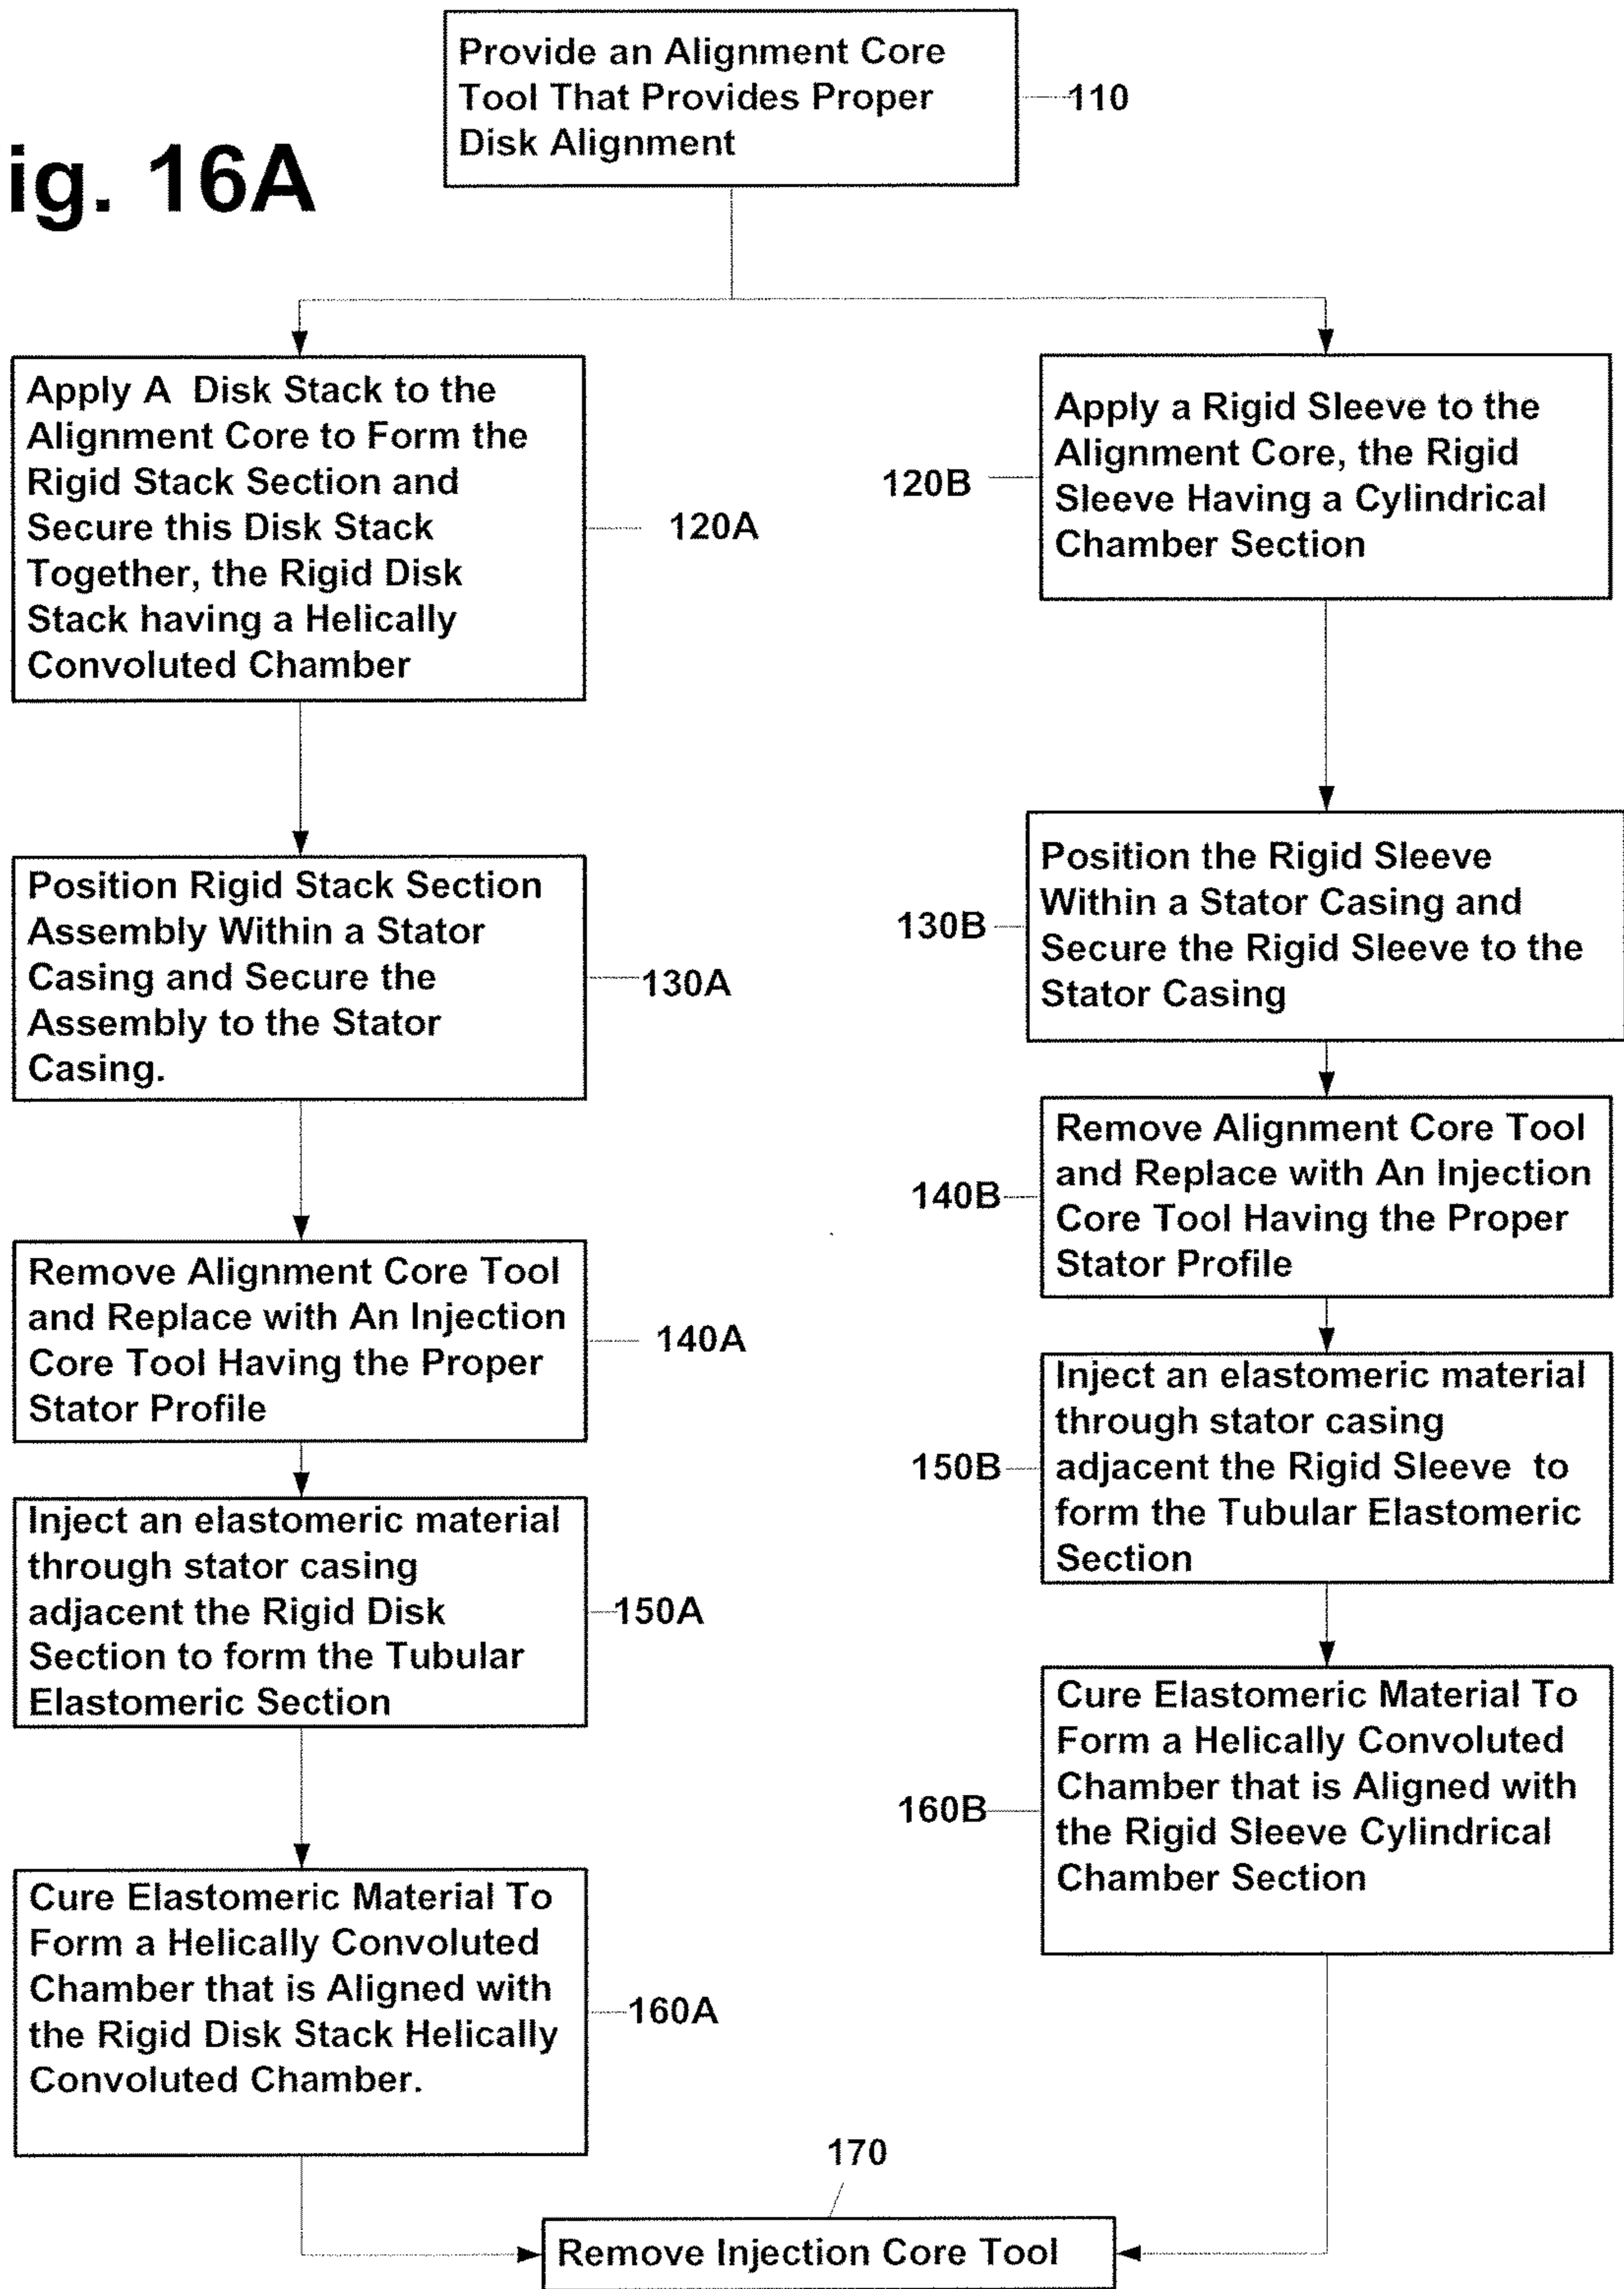 Provide an Alignment Core
Tool That Provides Proper
Disk Alignment
110
ig. 16A
Apply A Disk Stack to the
Alignment Core to Form the
Rigid Stack Section and
Secure this Disk Stack
Together, the Rigid Disk
Stack having a Helically
Convoluted Chamber
120A
120B
Apply a Rigid Sleeve to the
Alignment Core, the Rigid
Sleeve Having a Cylindrical
Chamber Section
Position Rigid Stack Section
Assembly Within a Stator
Casing and Secure the
Assembly to the Stator
Casing.
130A
130B
Position the Rigid Sleeve
Within a Stator Casing and
Secure the Rigid Sleeve to the
Stator Casing
Remove Alignment Core Tool
and Replace with An Injection
Core Tool Having the Proper
Stator Profile
140A
140B
Remove Alignment Core Tool
and Replace with An Injection
Core Tool Having the Proper
Stator Profile
Inject an elastomeric material
through stator casing
adjacent the Rigid Disk
Section to form the Tubular
Elastomeric Section
150A
150B
Inject an elastomeric material
through stator casing
adjacent the Rigid Sleeve to
form the Tubular Elastomeric
Section
Cure Elastomeric Material To
Form a Helically Convoluted
Chamber that is Aligned with
the Rigid Disk Stack Helically
Convoluted Chamber.
160A
160B
Cure Elastomeric Material To
Form a Helically Convoluted
Chamber that is Aligned with
the Rigid Sleeve Cylindrical
Chamber Section
170
Remove Injection Core Tool